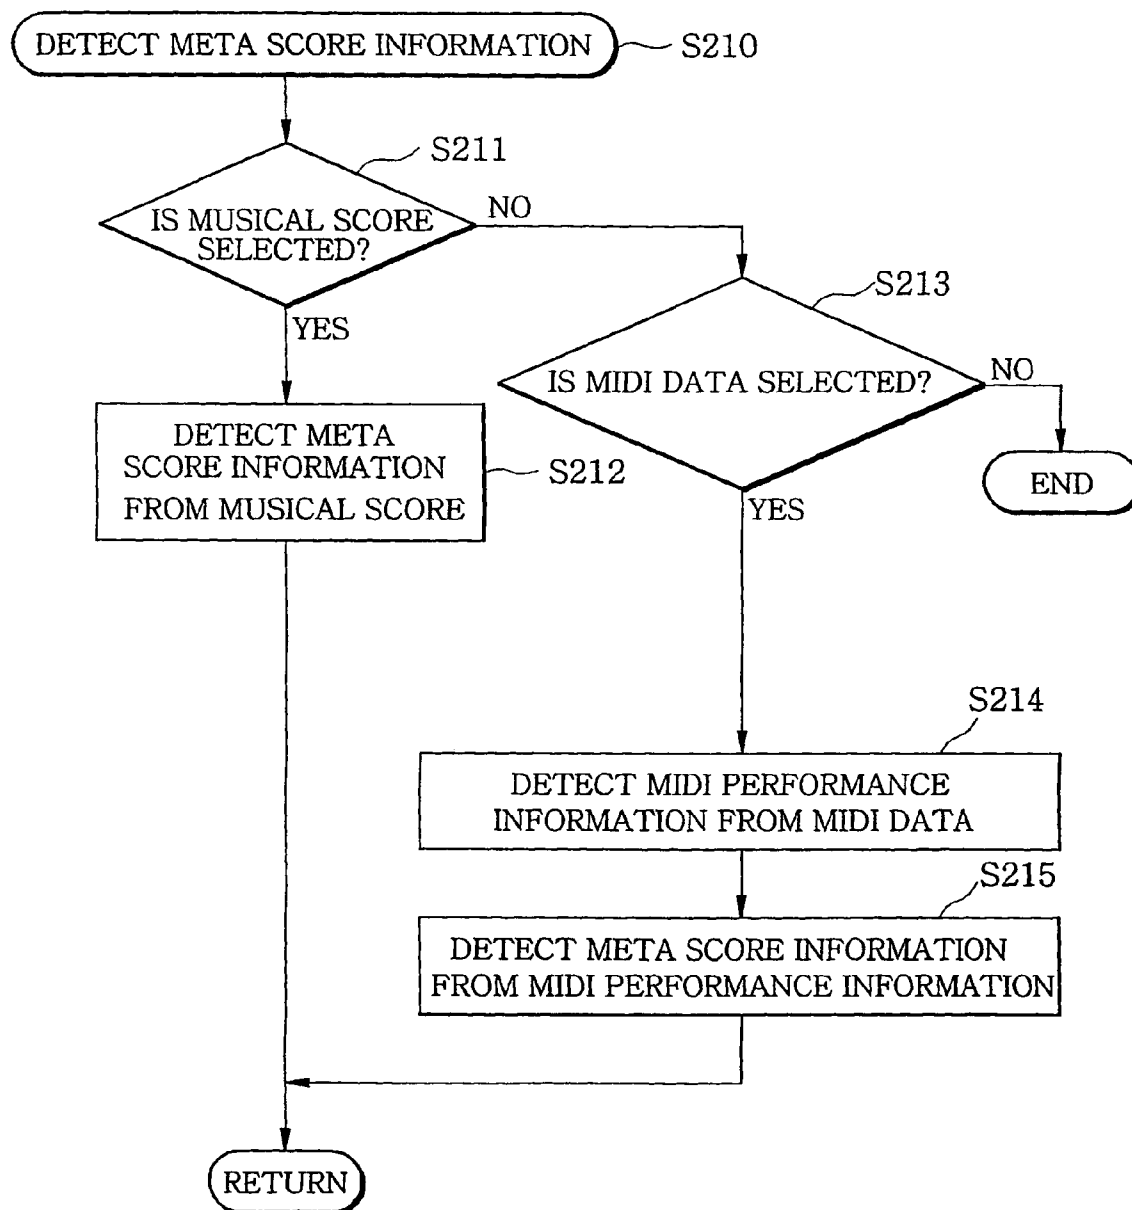 DETECT META SCORE INFORMATION
S210
S211
IS MUSICAL SCORE
SELECTED?
NO
YES
S213
IS MIDI DATA SELECTED?
NO
END
YES
DETECT META
SCORE INFORMATION
FROM MUSICAL SCORE
S212
S214
DETECT MIDI PERFORMANCE
INFORMATION FROM MIDI DATA
S215
DETECT META SCORE INFORMATION
FROM MIDI PERFORMANCE INFORMATION
RETURN